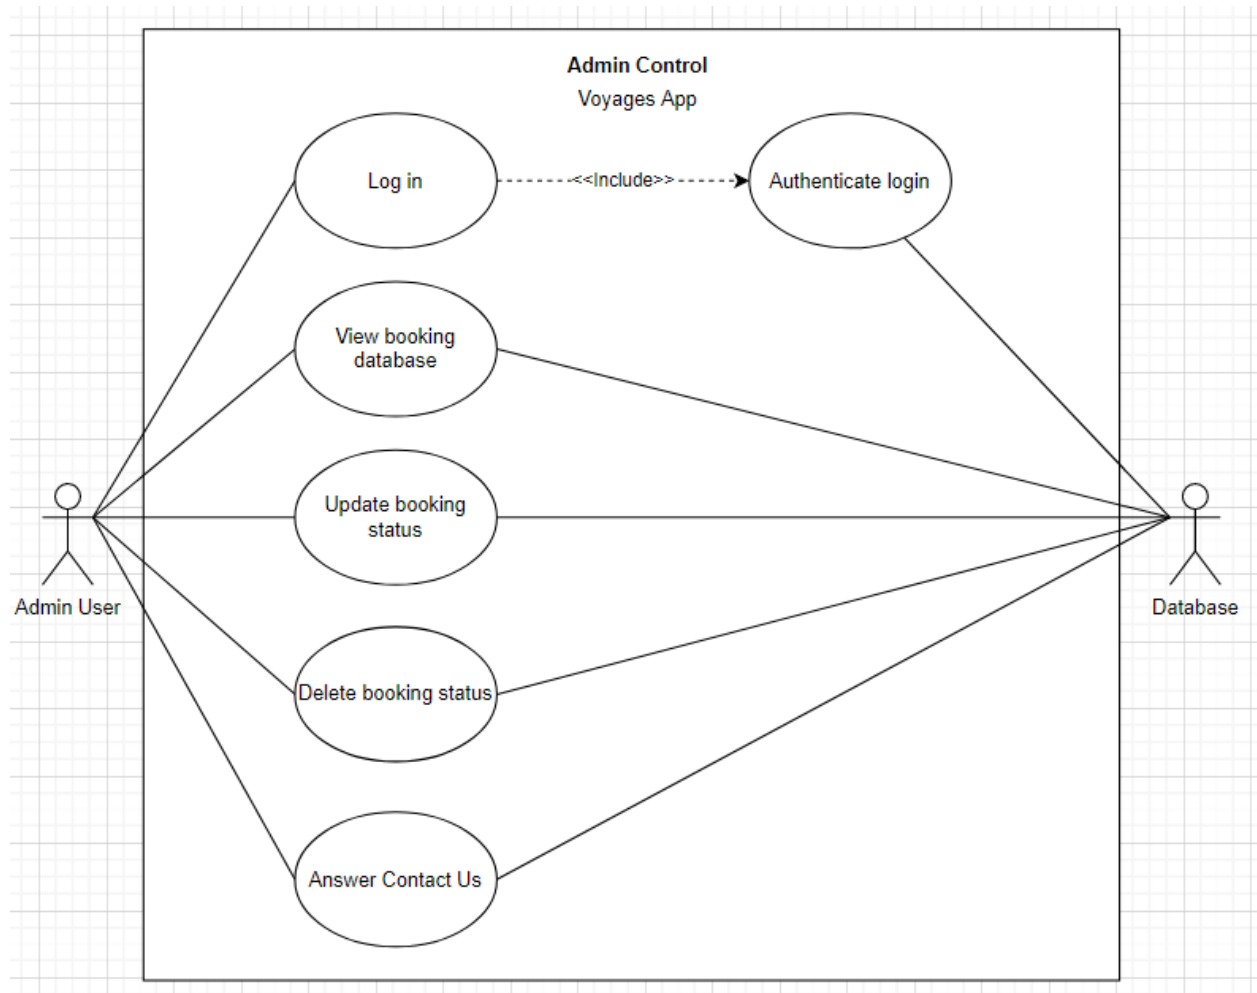 Admin Control
Voyages App
Log in
<<Include>>
Authenticate login
View booking
database
Update booking
status
Admin User
Database
Delete booking status
Answer Contact Us